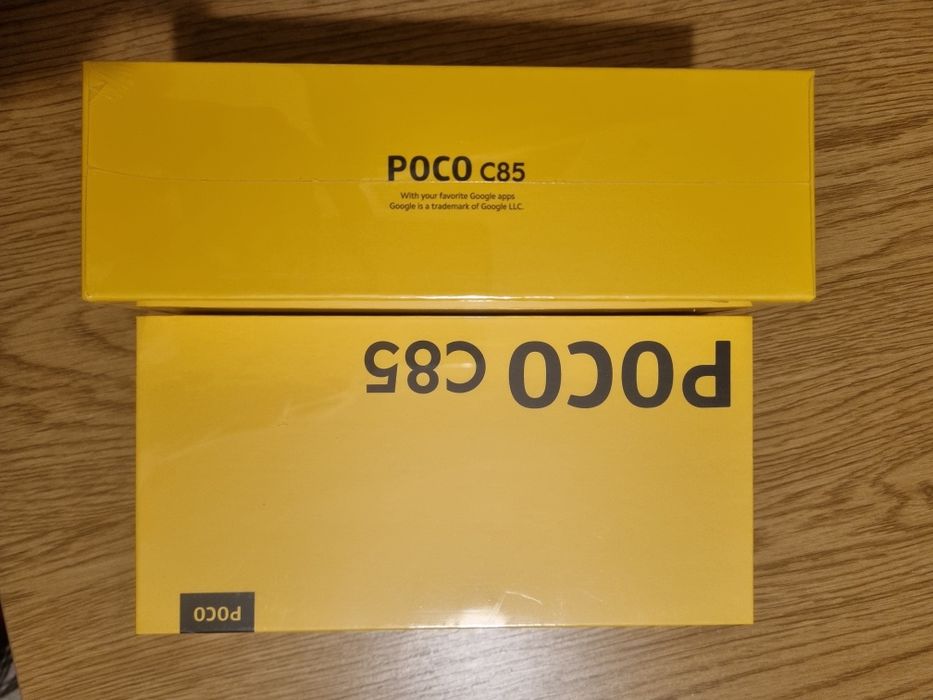 POCO C85
With your favorite Google apps
Google is a trademark of Google LLC.
POCO C85
POCO